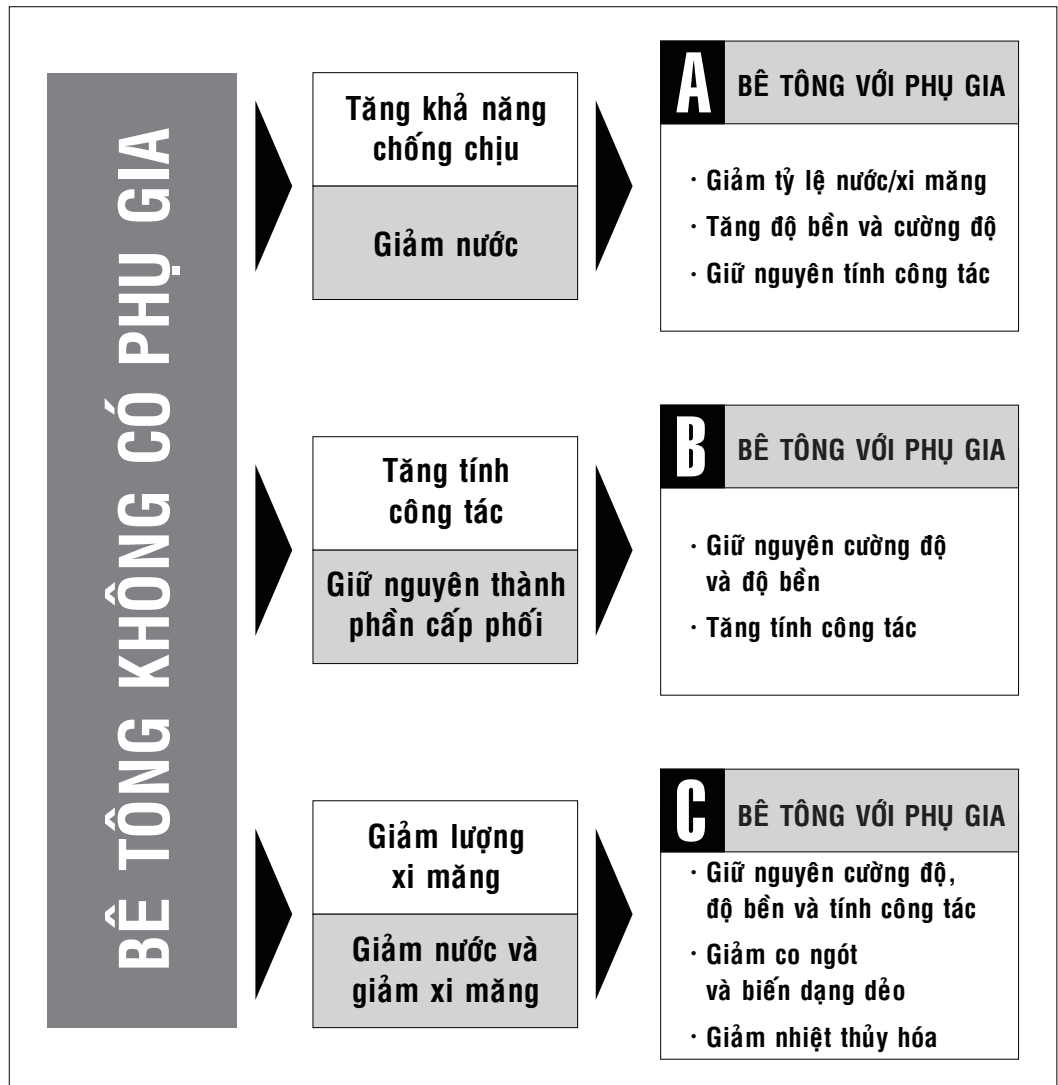 BÊ TÔNG KHÔNG CÓ PHỤ GIA
Tăng khả năng
chống chịu
Giảm nước
A BÊ TÔNG VỚI PHỤ GIA
· Giảm tỷ lệ nước/xi măng
· Tăng độ bền và cường độ
· Giữ nguyên tính công tác
Tăng tính
công tác
Giữ nguyên thành
phần cấp phối
B BÊ TÔNG VỚI PHỤ GIA
· Giữ nguyên cường độ
và độ bền
· Tăng tính công tác
Giảm lượng
xi măng
Giảm nước và
giảm xi măng
C BÊ TÔNG VỚI PHỤ GIA
· Giữ nguyên cường độ,
độ bền và tính công tác
· Giảm co ngót
và biến dạng dẻo
· Giảm nhiệt thủy hóa